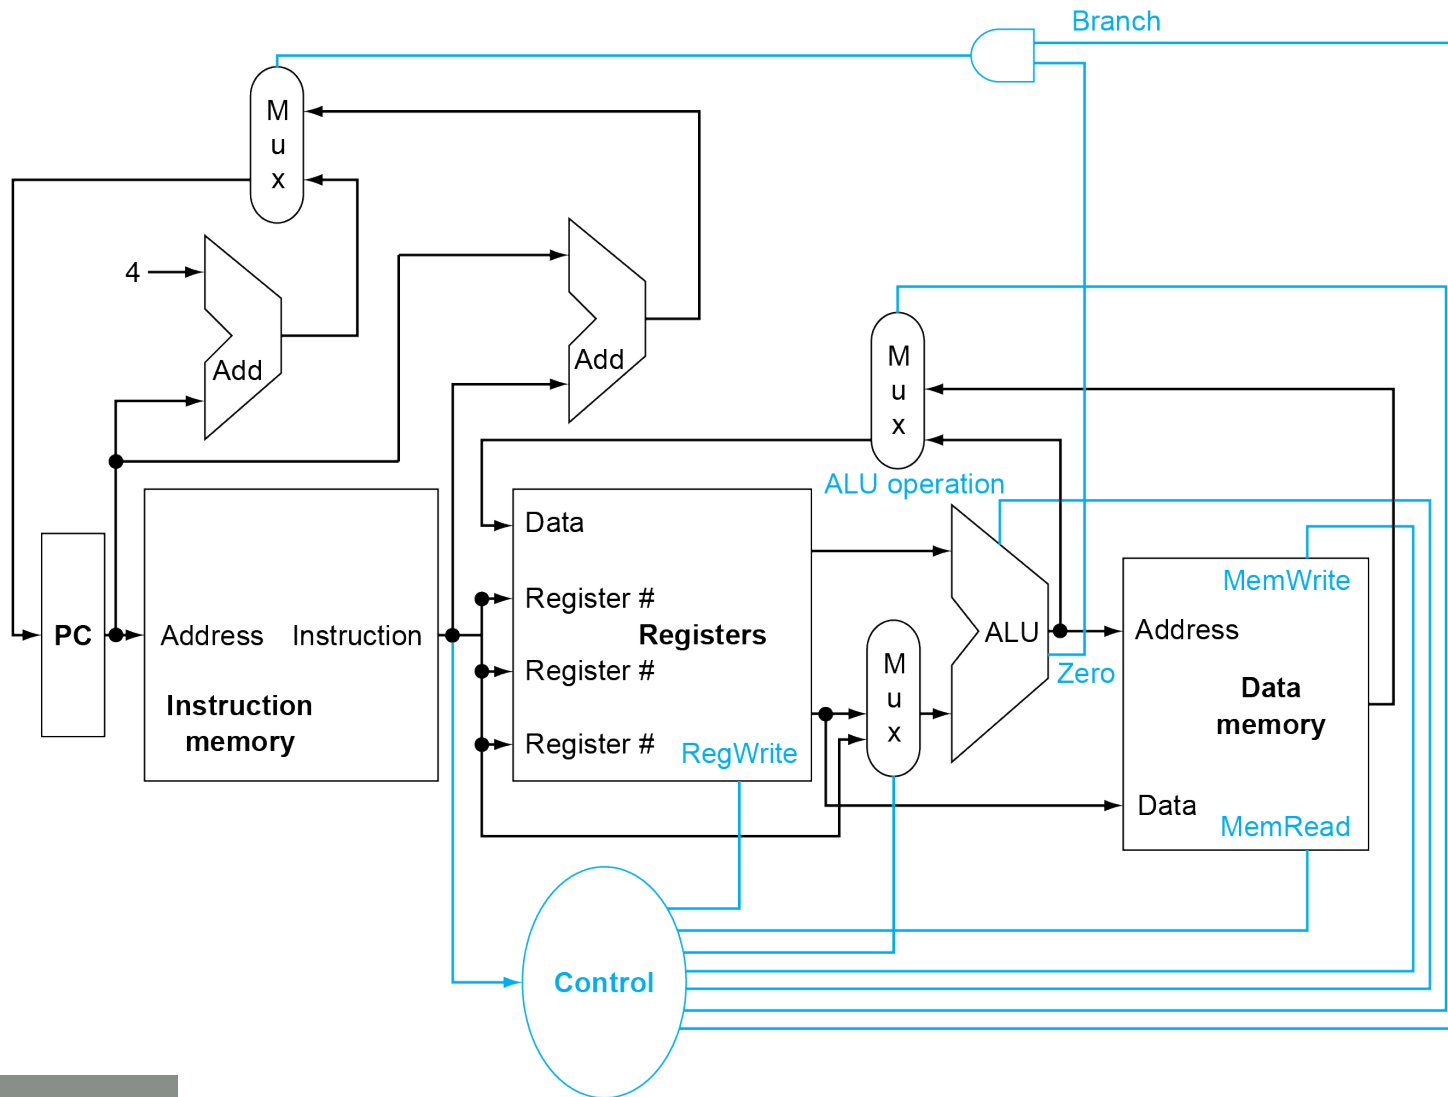 Branch
M
u
x
4
Add
Add
M
u
x
ALU operation
Data
MemWrite
Register #
PC
Address
Instruction
Registers
ALU
Address
M
u
x
Register #
Zero
Data
memory
Instruction
memory
Register #
RegWrite
Data
MemRead
Control